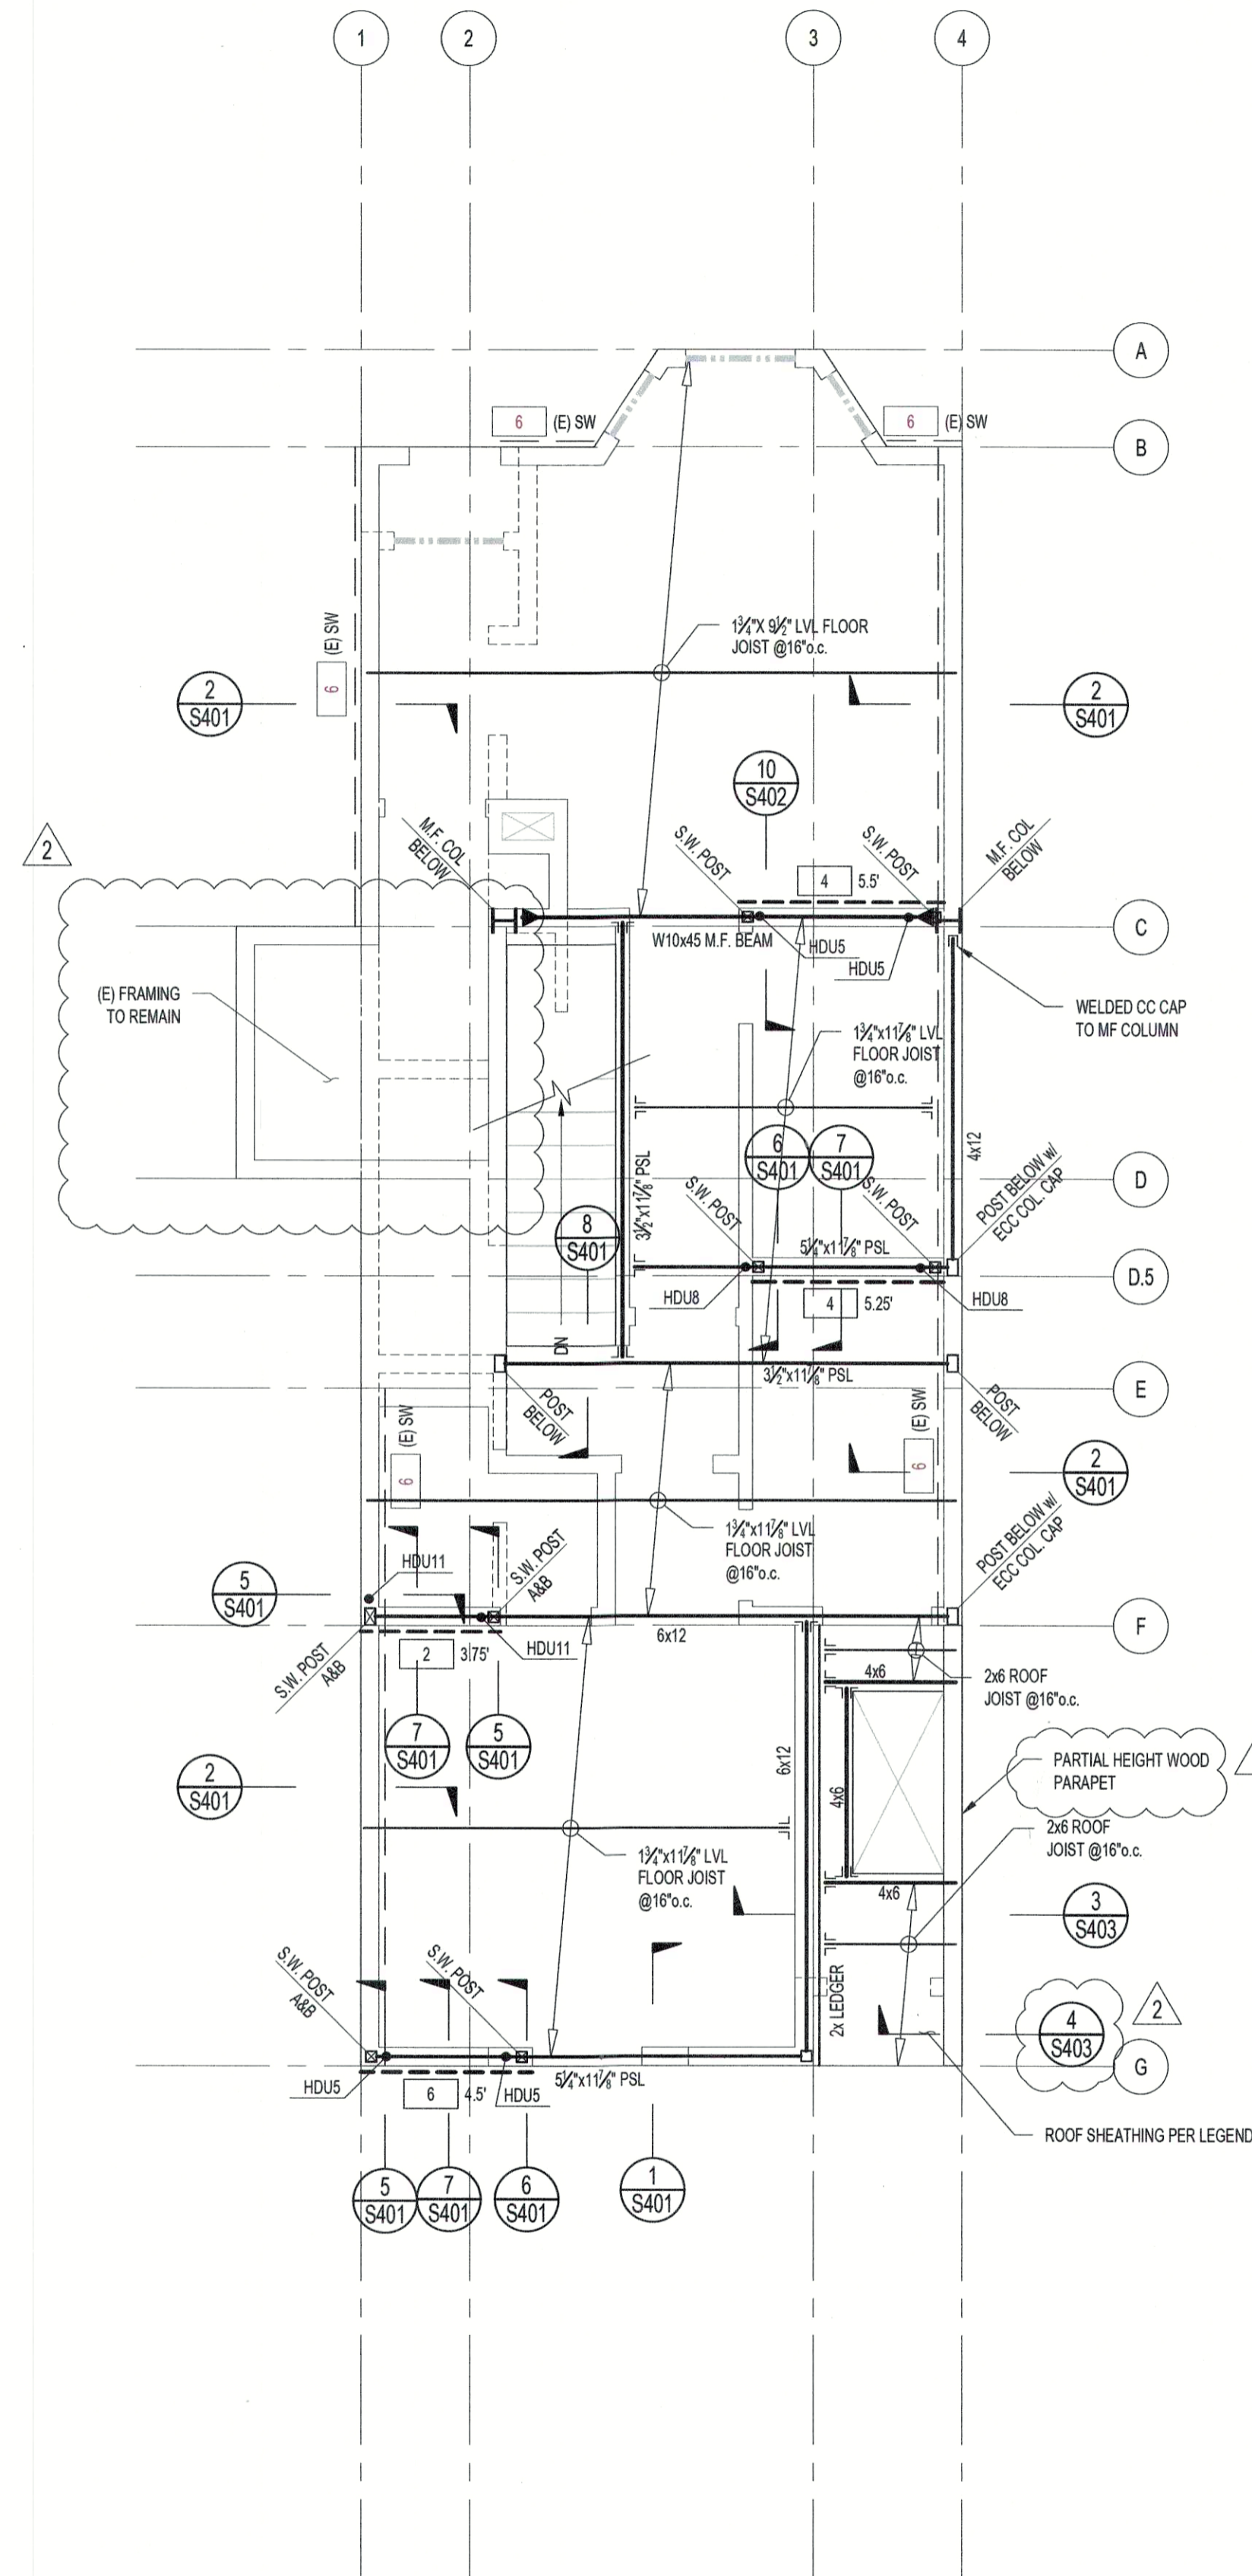 1
2
3
4
A
6
(E) SW
6
(E) SW
B
(E) SW
6
1¾"X 9½" LVL FLOOR
JOIST @16"o.c.
2
S401
2
S401
10
S402
2
M.F. COL
BELOW
S.W. POST
S.W. POST
M.F. COL
BELOW
4
5.5'
C
W10x45 M.F. BEAM
HDU5
HDU5
(E) FRAMING
TO REMAIN
WELDED CC CAP
TO MF COLUMN
1¾"x11⅞" LVL
FLOOR JOIST
@16"o.c.
4x12
6
S401
7
S401
3½"x11⅞" PSL
S.W. POST
S.W. POST
POST BELOW w/
ECC COL. CAP
D
8
S401
5¼"x11⅞" PSL
D.5
HDU8
4
5.25'
HDU8
DN
3½"x11⅞" PSL
E
POST
BELOW
POST
BELOW
(E) SW
6
(E) SW
6
2
S401
1¾"x11⅞" LVL
FLOOR JOIST
@16"o.c.
POST BELOW w/
ECC COL. CAP
HDU11
S.W. POST
A&B
5
S401
F
6x12
S.W. POST
A&B
2
3.75'
HDU11
4x6
2x6 ROOF
JOIST @16"o.c.
7
S401
5
S401
6x12
PARTIAL HEIGHT WOOD
PARAPET
2
S401
4x6
2x6 ROOF
JOIST @16"o.c.
1¾"x11⅞" LVL
FLOOR JOIST
@16"o.c.
4x6
3
S403
S.W. POST
A&B
S.W. POST
2x LEDGER
4
S403
2
G
HDU5
6
4.5'
HDU5
5¼"x11⅞" PSL
ROOF SHEATHING PER LEGEND
5
S401
7
S401
6
S401
1
S401